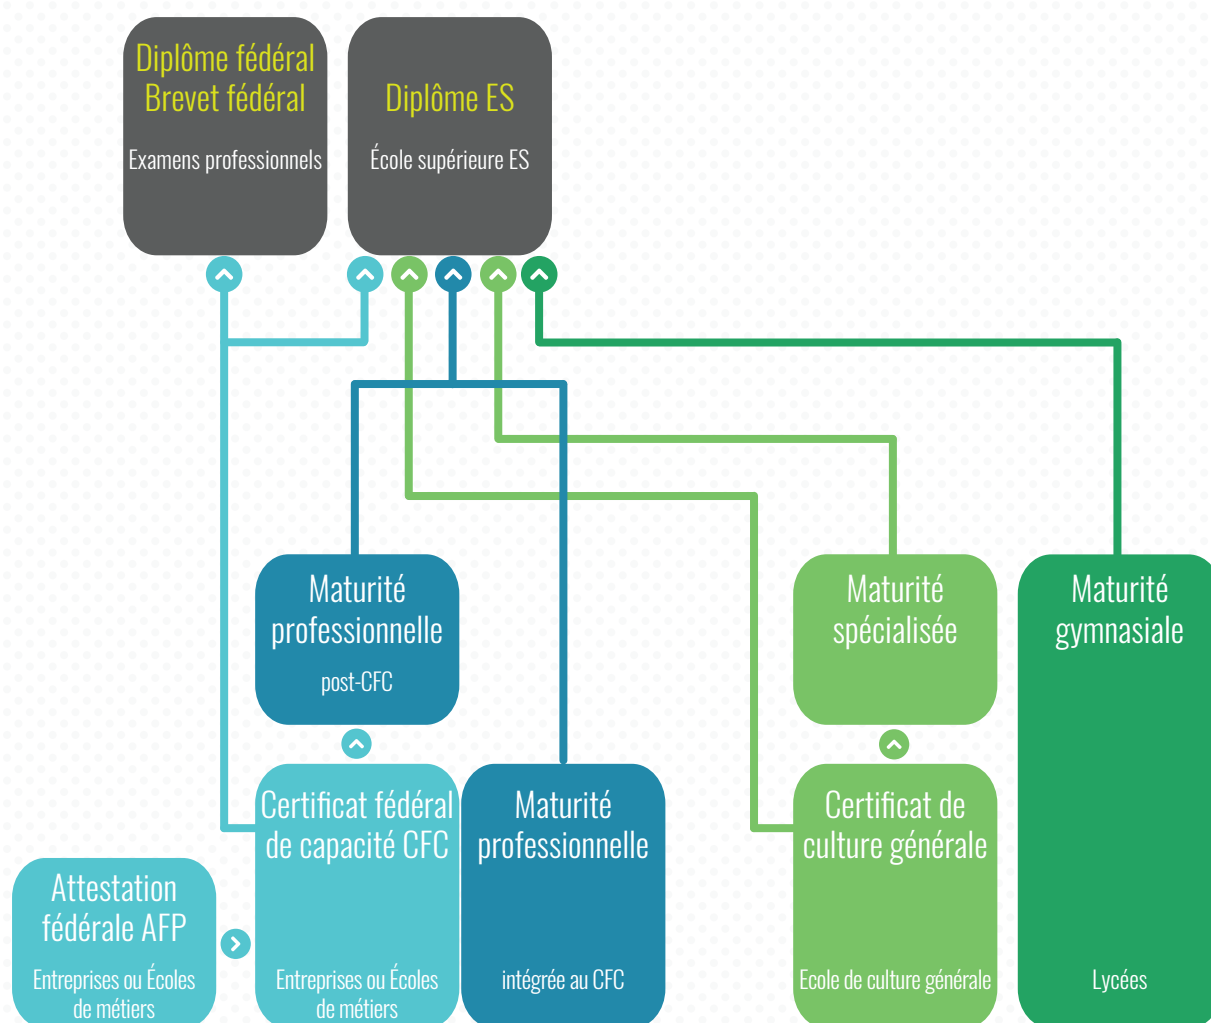 Diplôme fédéral
Brevet fédéral
Examens professionnels
Diplôme ES
École supérieure ES
Maturité
professionnelle
post-CFC
Maturité
spécialisée
Maturité
gymnasiale
Lycées
Certificat fédéral
de capacité CFC
Entreprises ou Écoles
de métiers
Maturité
professionnelle
intégrée au CFC
Certificat de
culture générale
Ecole de culture générale
Attestation
fédérale AFP
Entreprises ou Écoles
de métiers